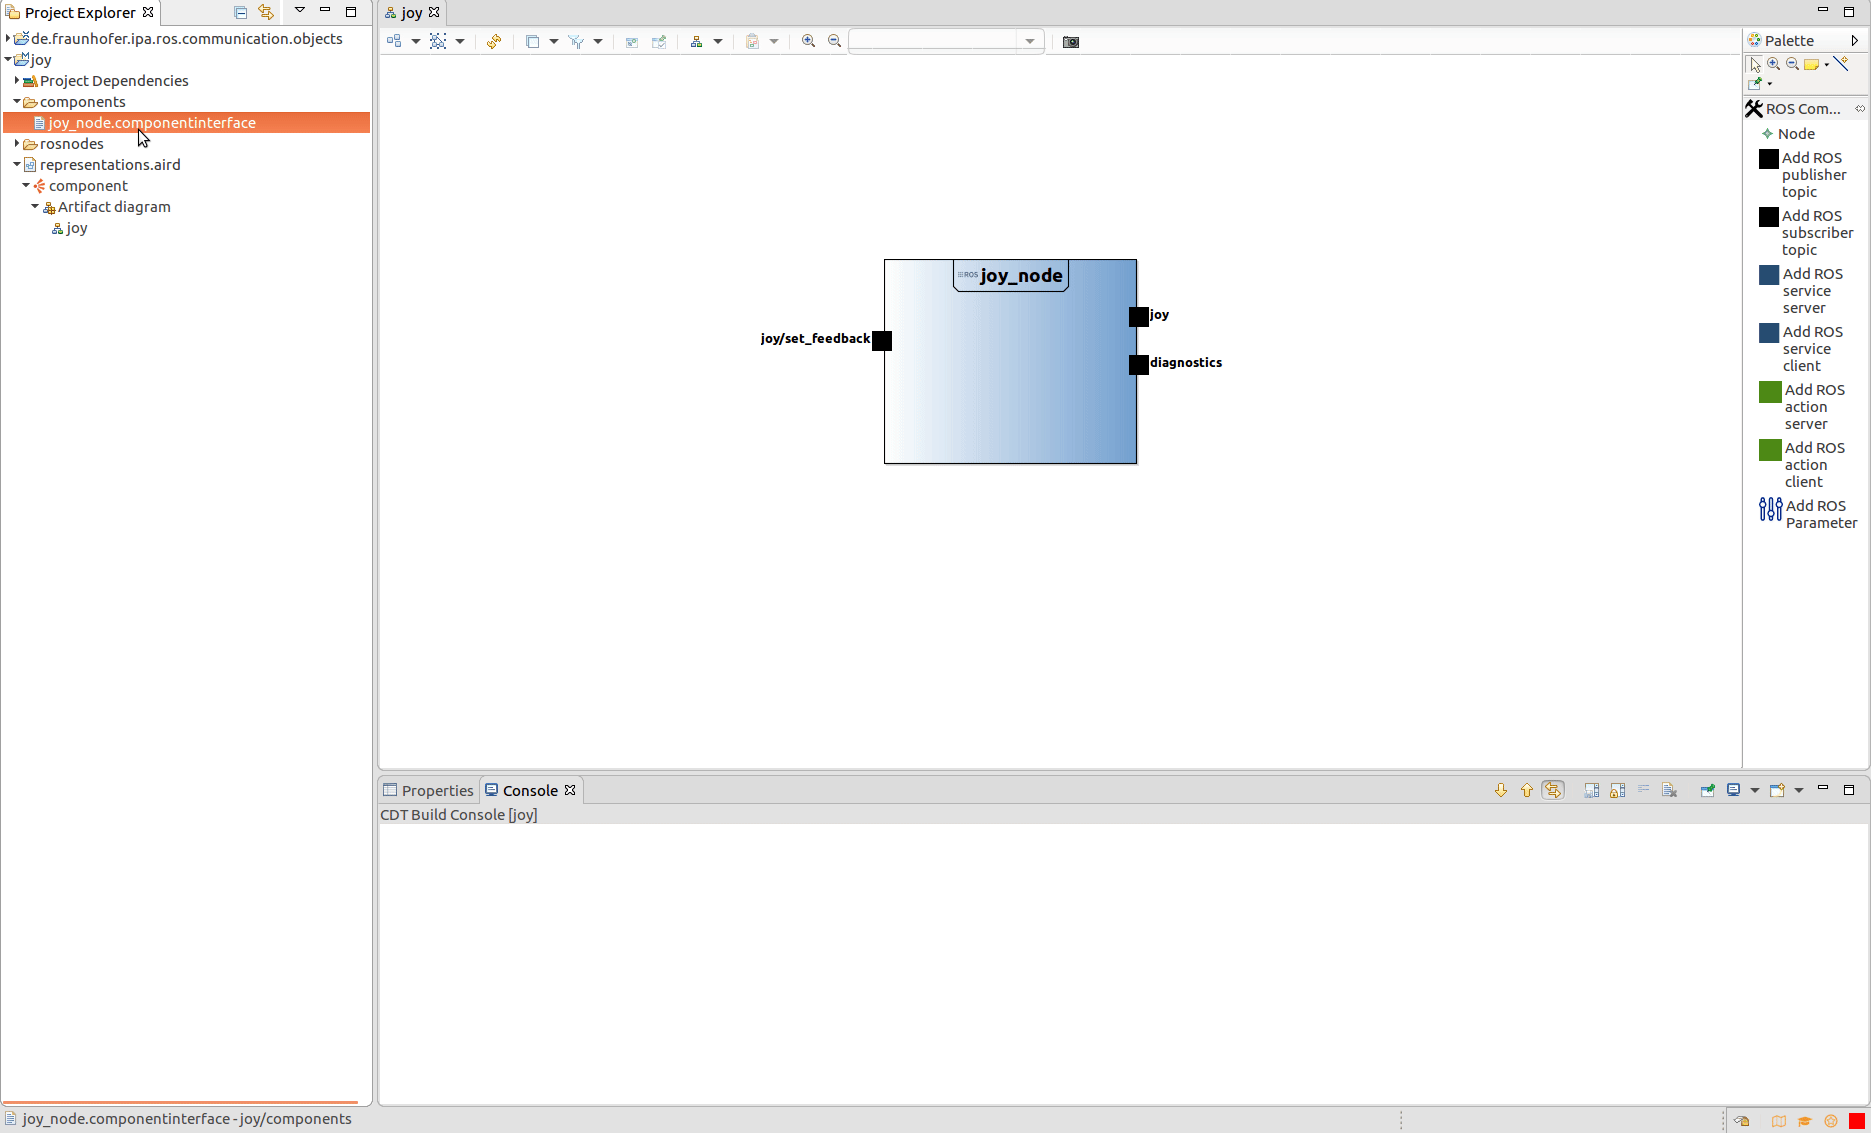 Project Explorer
de.fraunhofer.ipa.ros.communication.objects
joy
Project Dependencies
components
joy_node.componentinterface
rosnodes
representations.aird
component
Artifact diagram
joy
joy
ROS joy_node
joy/set_feedback
joy
diagnostics
Palette
ROS Com...
Node
Add ROS
publisher
topic
Add ROS
subscriber
topic
Add ROS
service
server
Add ROS
service
client
Add ROS
action
server
Add ROS
action
client
Add ROS
Parameter
Properties
Console
CDT Build Console [joy]
joy_node.componentinterface - joy/components